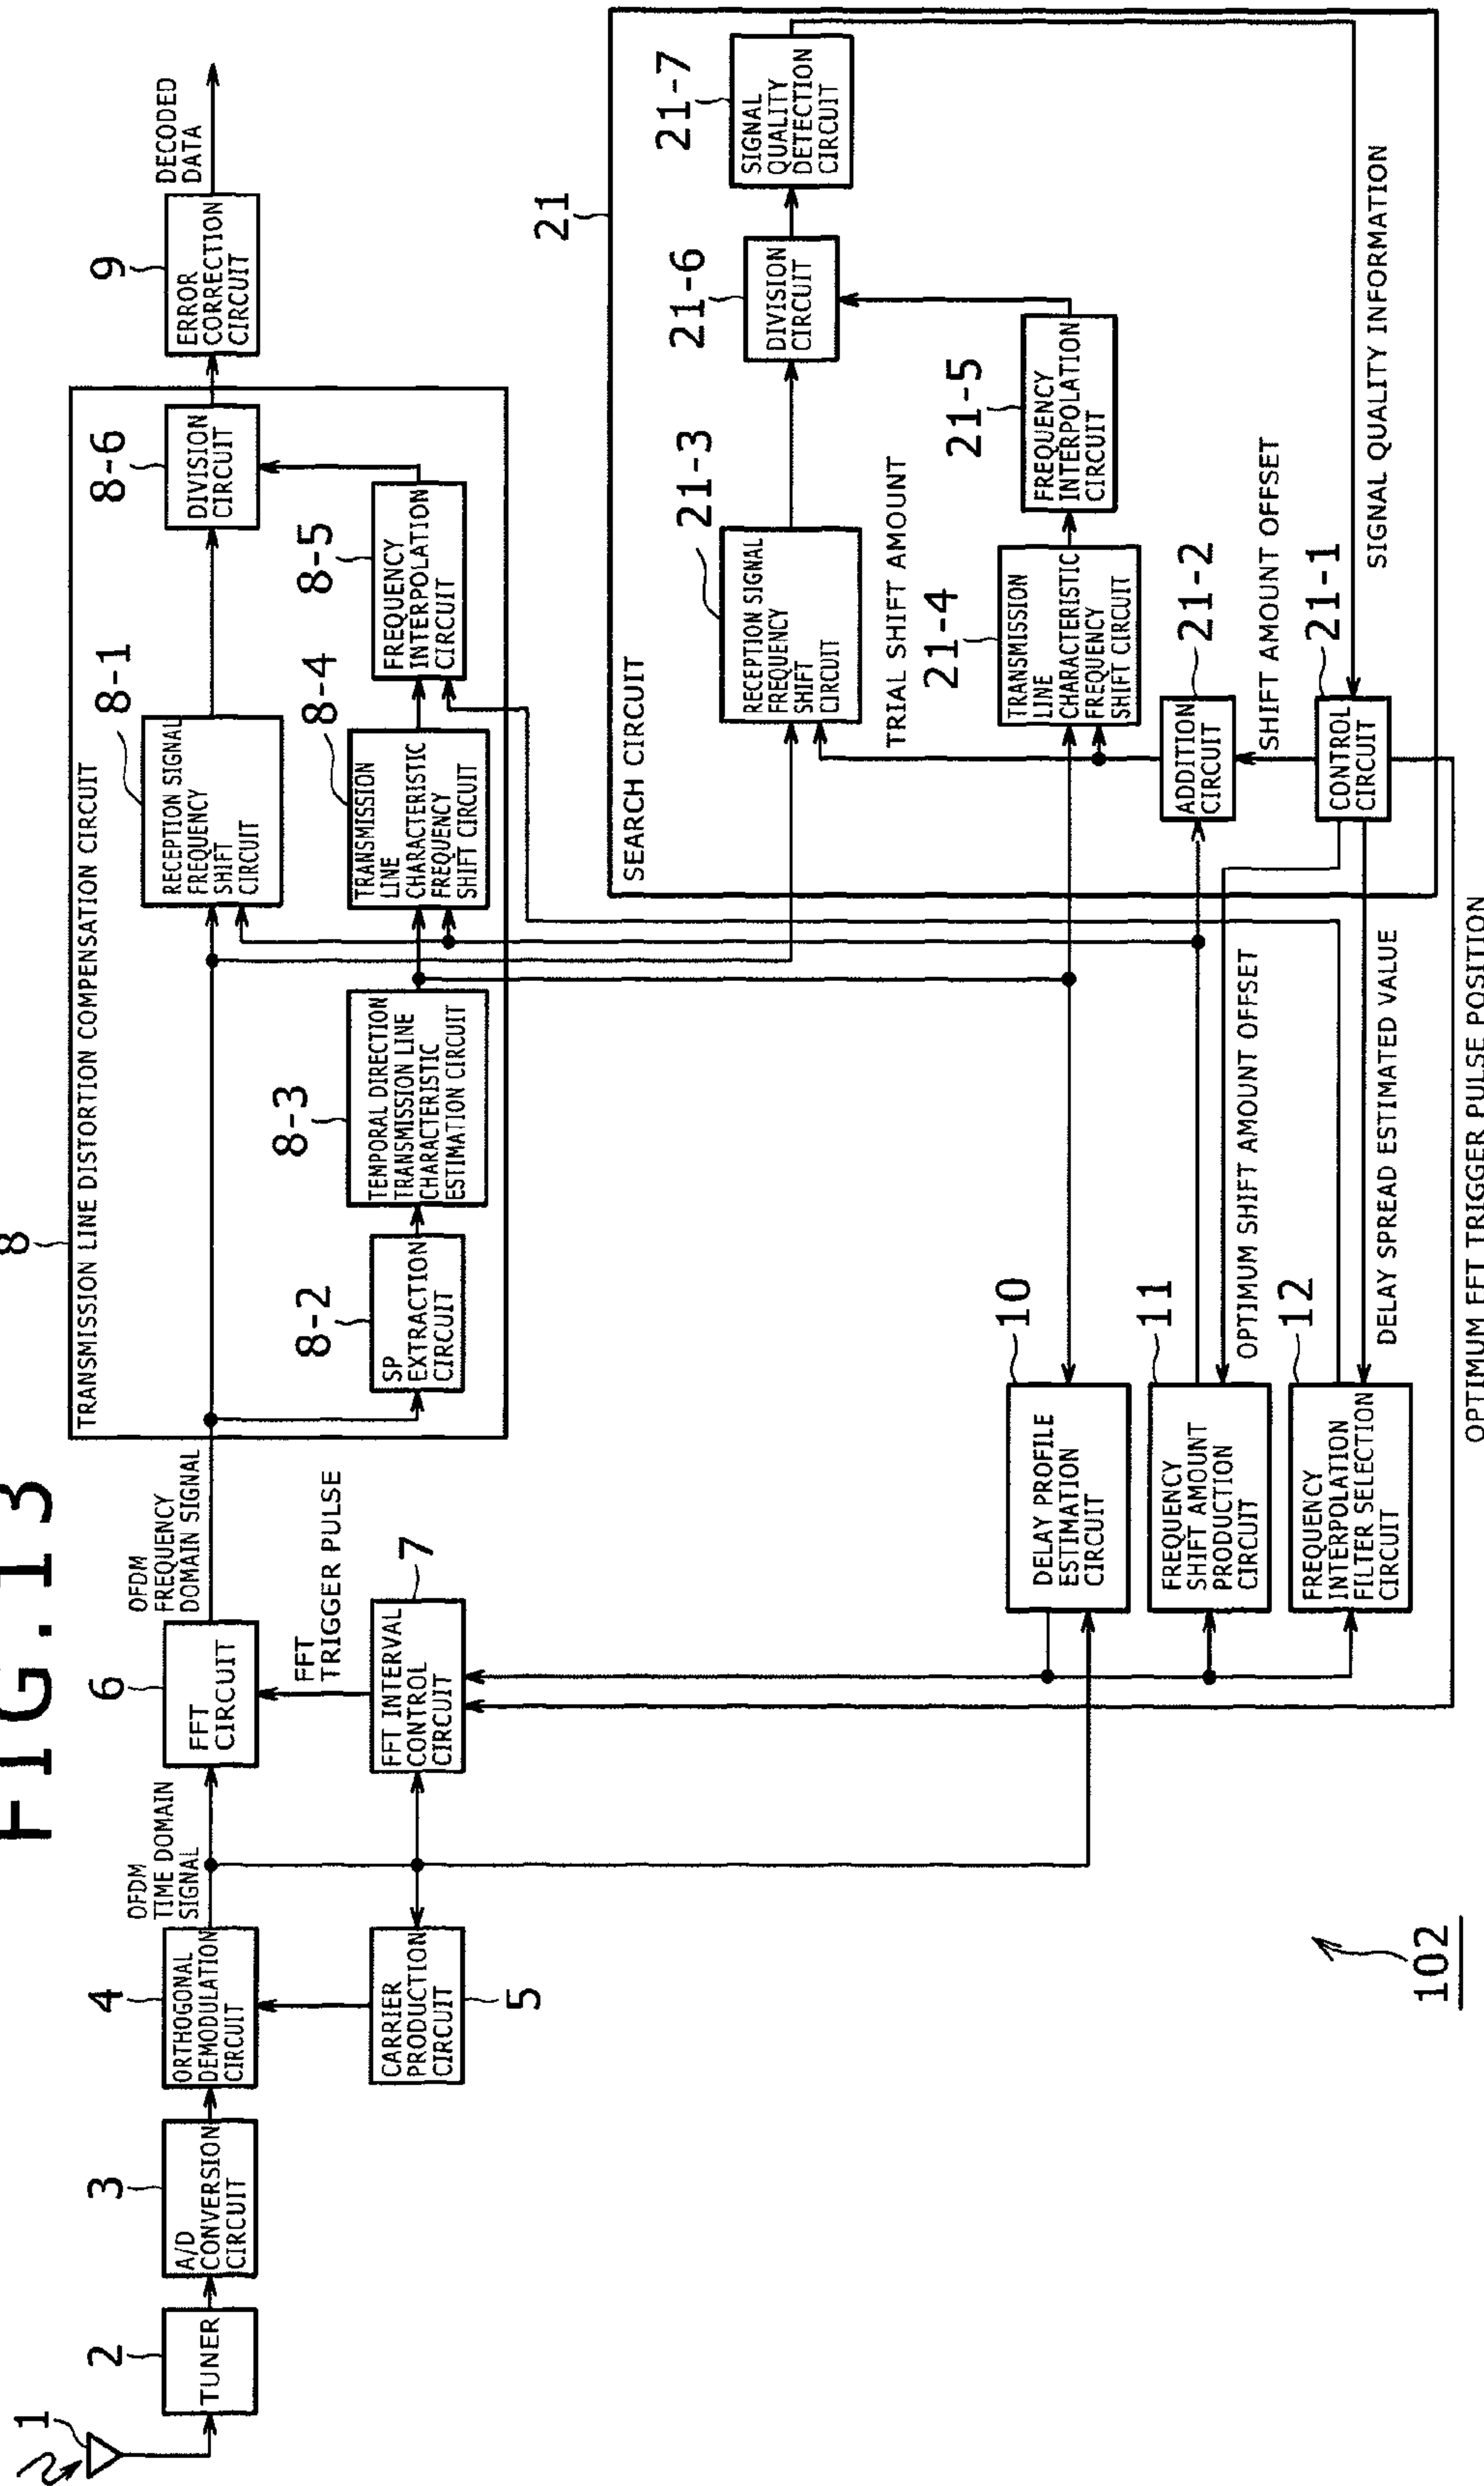 FIG.13
1
2
TUNER
3
A/D
CONVERSION
CIRCUIT
4
ORTHOGONAL
DEMODULATION
CIRCUIT
OFDM
TIME DOMAIN
SIGNAL
5
CARRIER
PRODUCTION
CIRCUIT
6
FFT
CIRCUIT
OFDM
FREQUENCY
DOMAIN SIGNAL
FFT
TRIGGER PULSE
7
FFT INTERVAL
CONTROL
CIRCUIT
8
TRANSMISSION LINE DISTORTION COMPENSATION CIRCUIT
8-1
RECEPTION SIGNAL
FREQUENCY
SHIFT
CIRCUIT
8-2
SP
EXTRACTION
CIRCUIT
8-3
TEMPORAL DIRECTION
TRANSMISSION LINE
CHARACTERISTIC
ESTIMATION CIRCUIT
8-4
TRANSMISSION
LINE
CHARACTERISTIC
FREQUENCY
SHIFT CIRCUIT
8-5
FREQUENCY
INTERPOLATION
CIRCUIT
8-6
DIVISION
CIRCUIT
9
ERROR
CORRECTION
CIRCUIT
DECODED
DATA
10
DELAY PROFILE
ESTIMATION
CIRCUIT
11
FREQUENCY
SHIFT AMOUNT
PRODUCTION
CIRCUIT
12
FREQUENCY
INTERPOLATION
FILTER SELECTION
CIRCUIT
OPTIMUM SHIFT AMOUNT OFFSET
DELAY SPREAD ESTIMATED VALUE
OPTIMUM FFT TRIGGER PULSE POSITION
21
SEARCH CIRCUIT
21-3
RECEPTION SIGNAL
FREQUENCY
SHIFT
CIRCUIT
TRIAL SHIFT AMOUNT
21-4
TRANSMISSION
LINE
CHARACTERISTIC
FREQUENCY
SHIFT CIRCUIT
21-5
FREQUENCY
INTERPOLATION
CIRCUIT
21-6
DIVISION
CIRCUIT
21-7
SIGNAL
QUALITY
DETECTION
CIRCUIT
21-2
ADDITION
CIRCUIT
SHIFT AMOUNT OFFSET
21-1
CONTROL
CIRCUIT
SIGNAL QUALITY INFORMATION
102